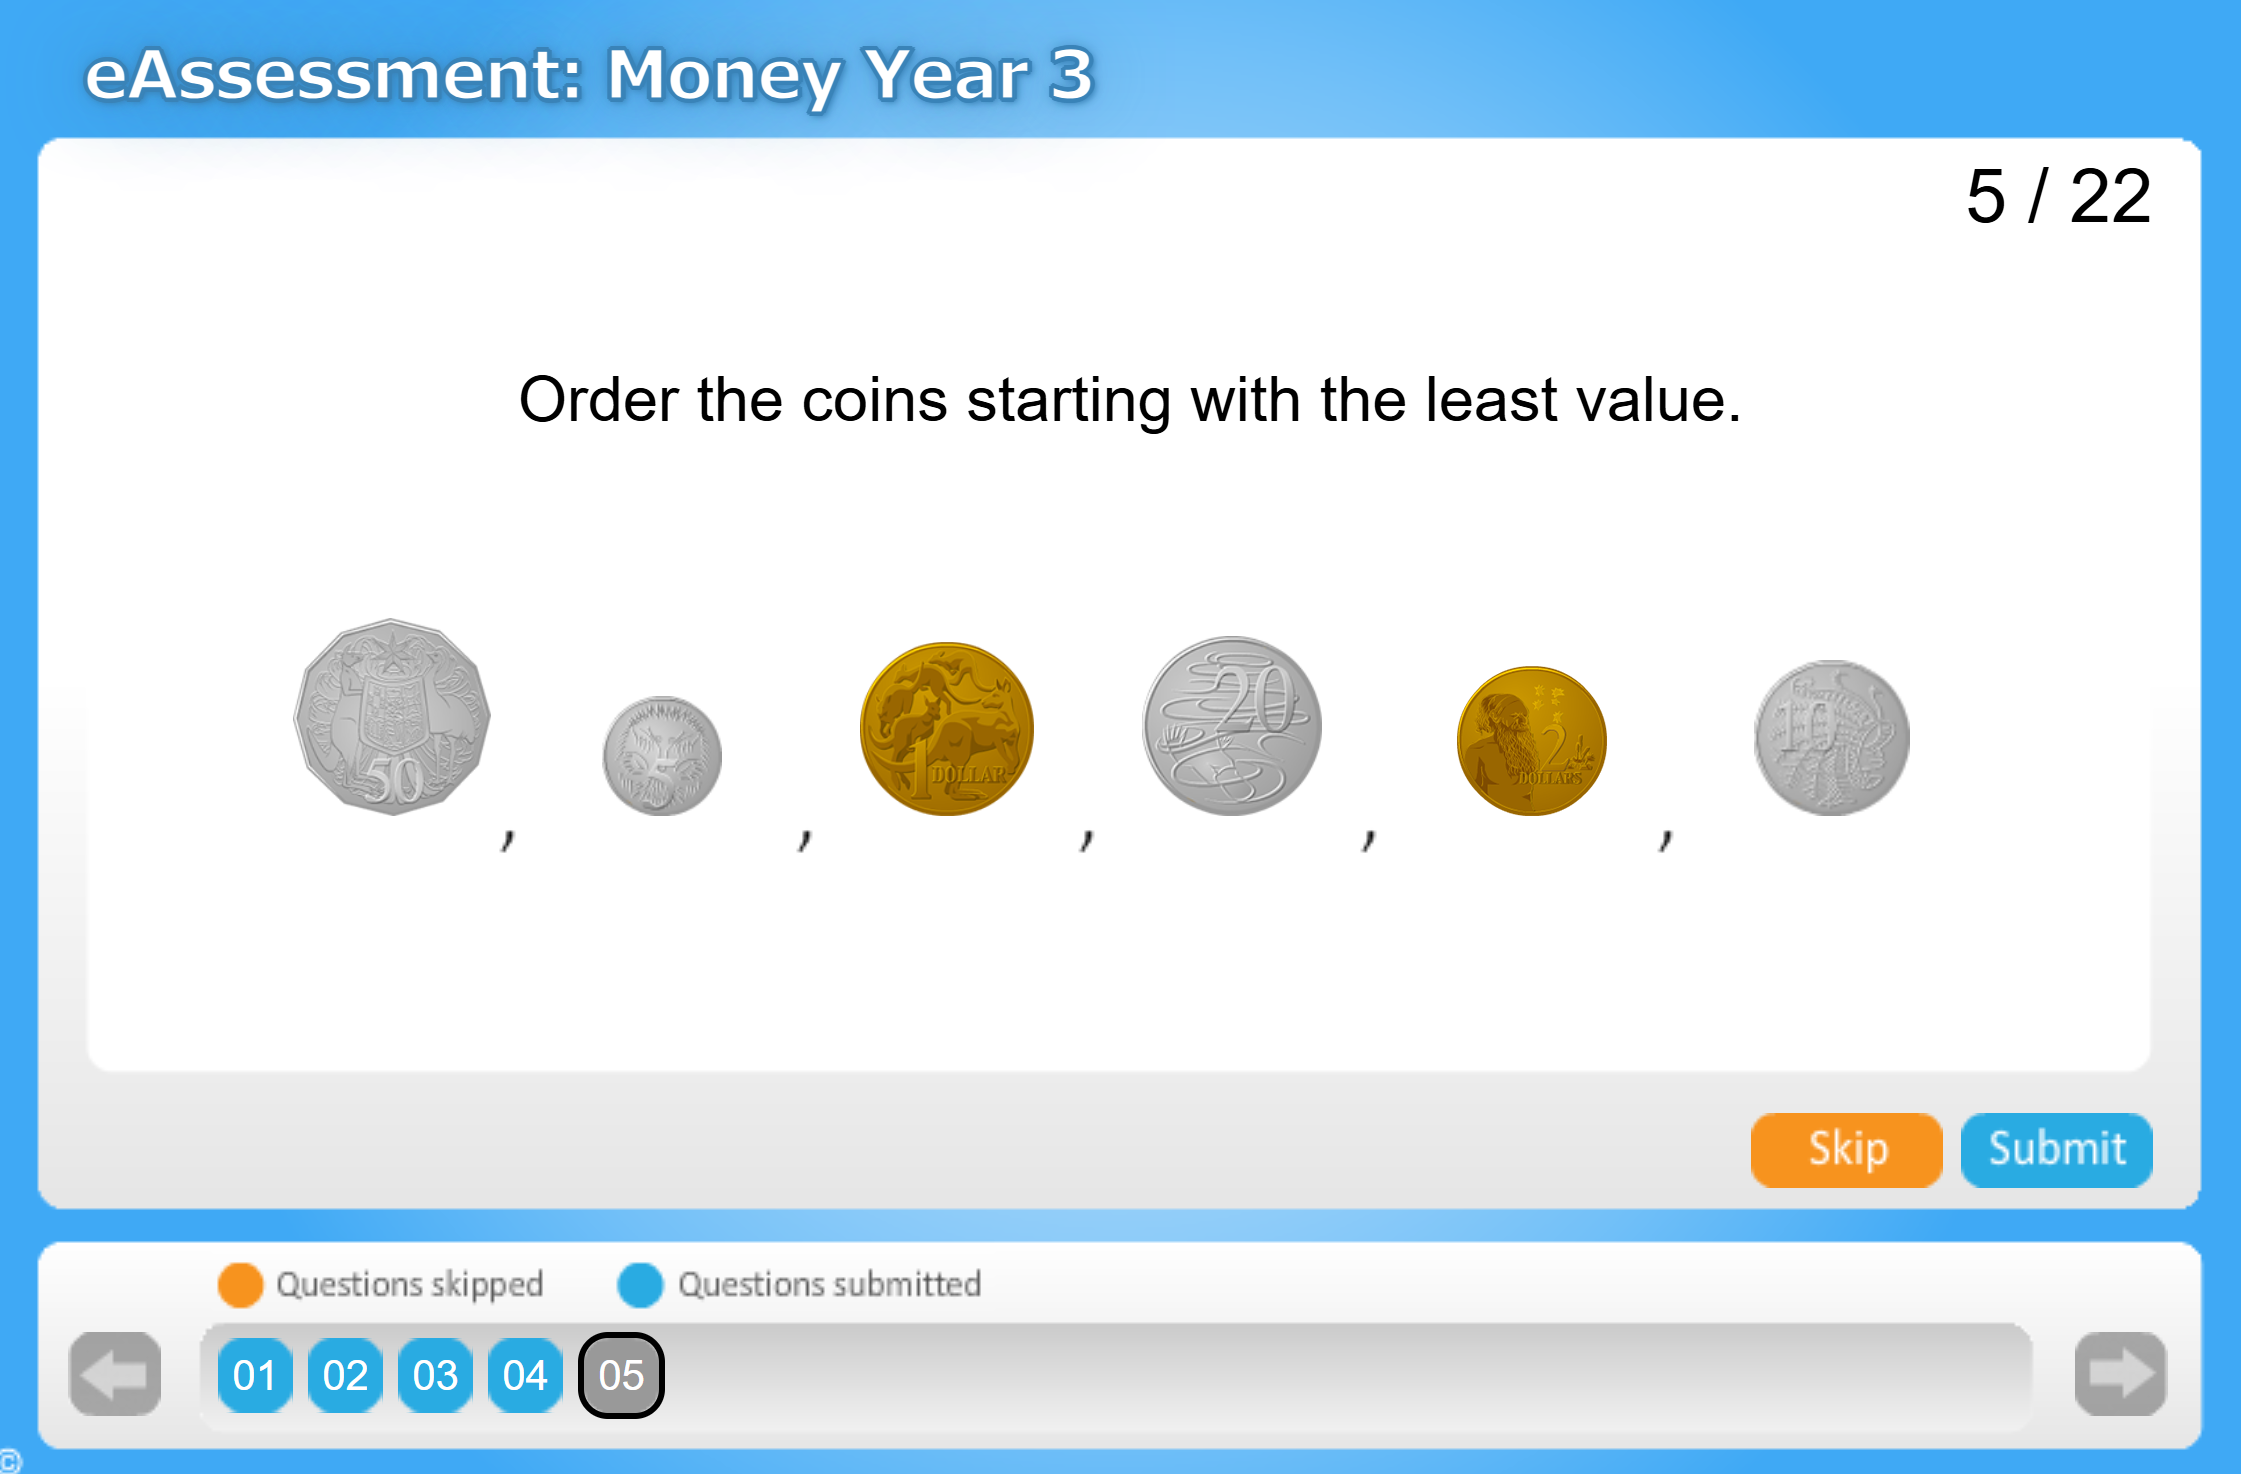 eAssessment: Money Year 3
5 / 22
Order the coins starting with the least value.
50 , 5 , 1 DOLLAR , 20 , 2 DOLLARS , 10
Skip Submit
Questions skipped Questions submitted
01 02 03 04 05
©